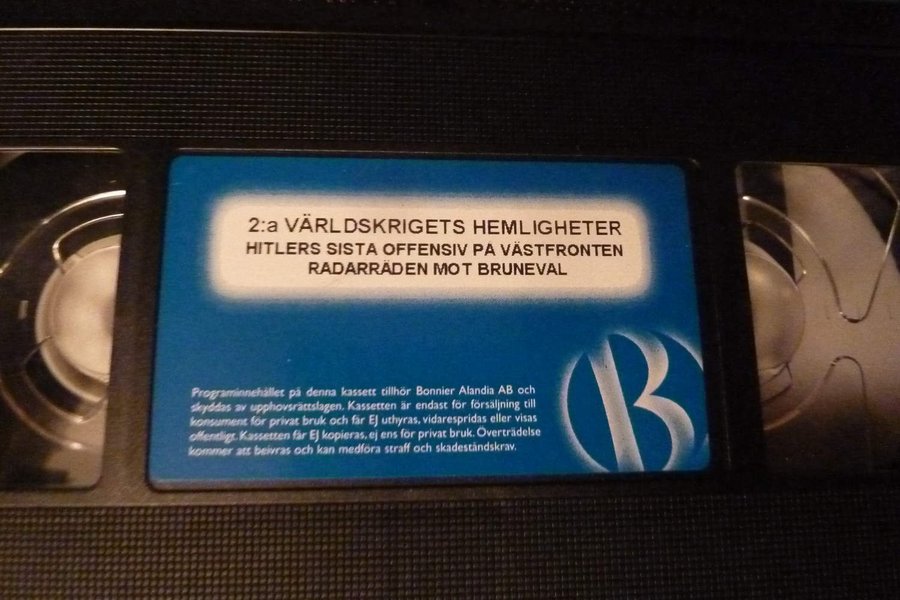 2:a VÄRLDSKRIGETS HEMLIGHETER
HITLERS SISTA OFFENSIV PÅ VÄSTFRONTEN
RADARRÄDEN MOT BRUNEVAL
Programinnehållet på denna kassett tillhör Bonnier Alandia AB och
skyddas av upphovsrättslagen. Kassetten är endast för försäljning till
konsument för privat bruk och får EJ uthyras, vidarespridas eller visas
offentligt. Kassetten får EJ kopieras, ej ens för privat bruk. Överträdelse
kommer att beivras och kan medföra straff och skadeståndskrav.
B